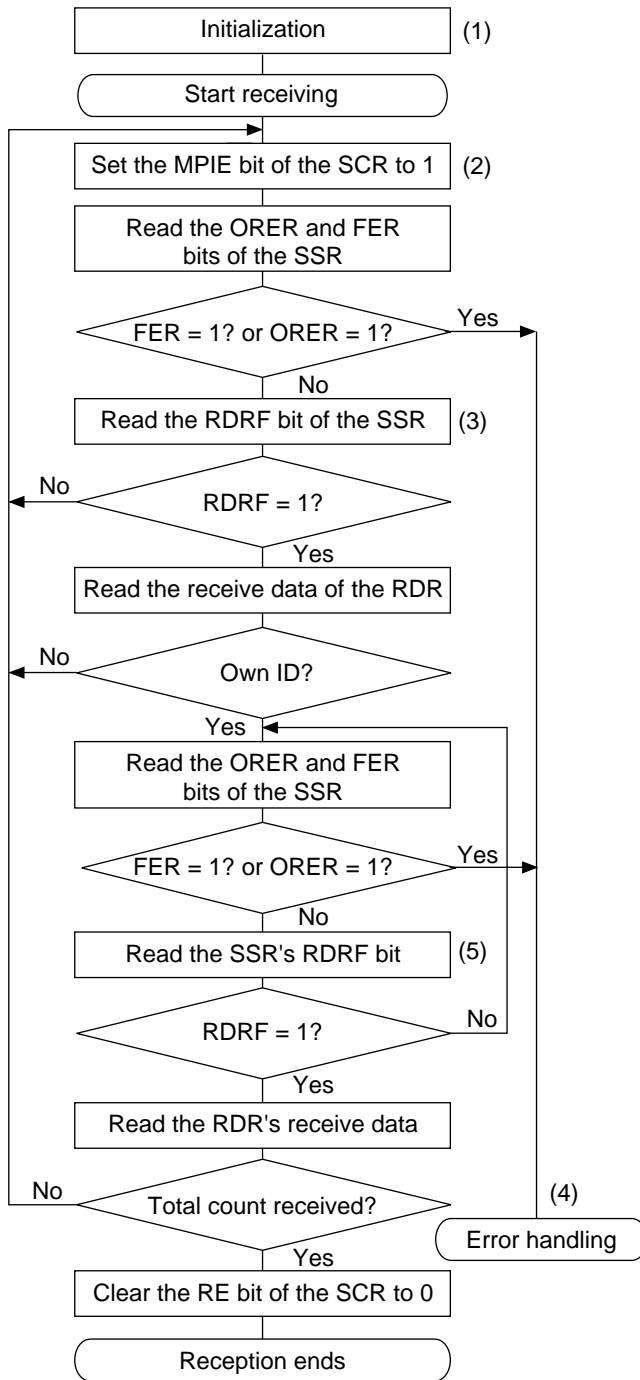 Initialization (1)
Start receiving
Set the MPIE bit of the SCR to 1 (2)
Read the ORER and FER
bits of the SSR
FER = 1? or ORER = 1? Yes
No
Read the RDRF bit of the SSR (3)
No
RDRF = 1?
Yes
Read the receive data of the RDR
No
Own ID?
Yes
Read the ORER and FER
bits of the SSR
FER = 1? or ORER = 1? Yes
No
Read the SSR's RDRF bit (5)
RDRF = 1? No
Yes
Read the RDR's receive data
No
Total count received?
(4)
Error handling
Yes
Clear the RE bit of the SCR to 0
Reception ends